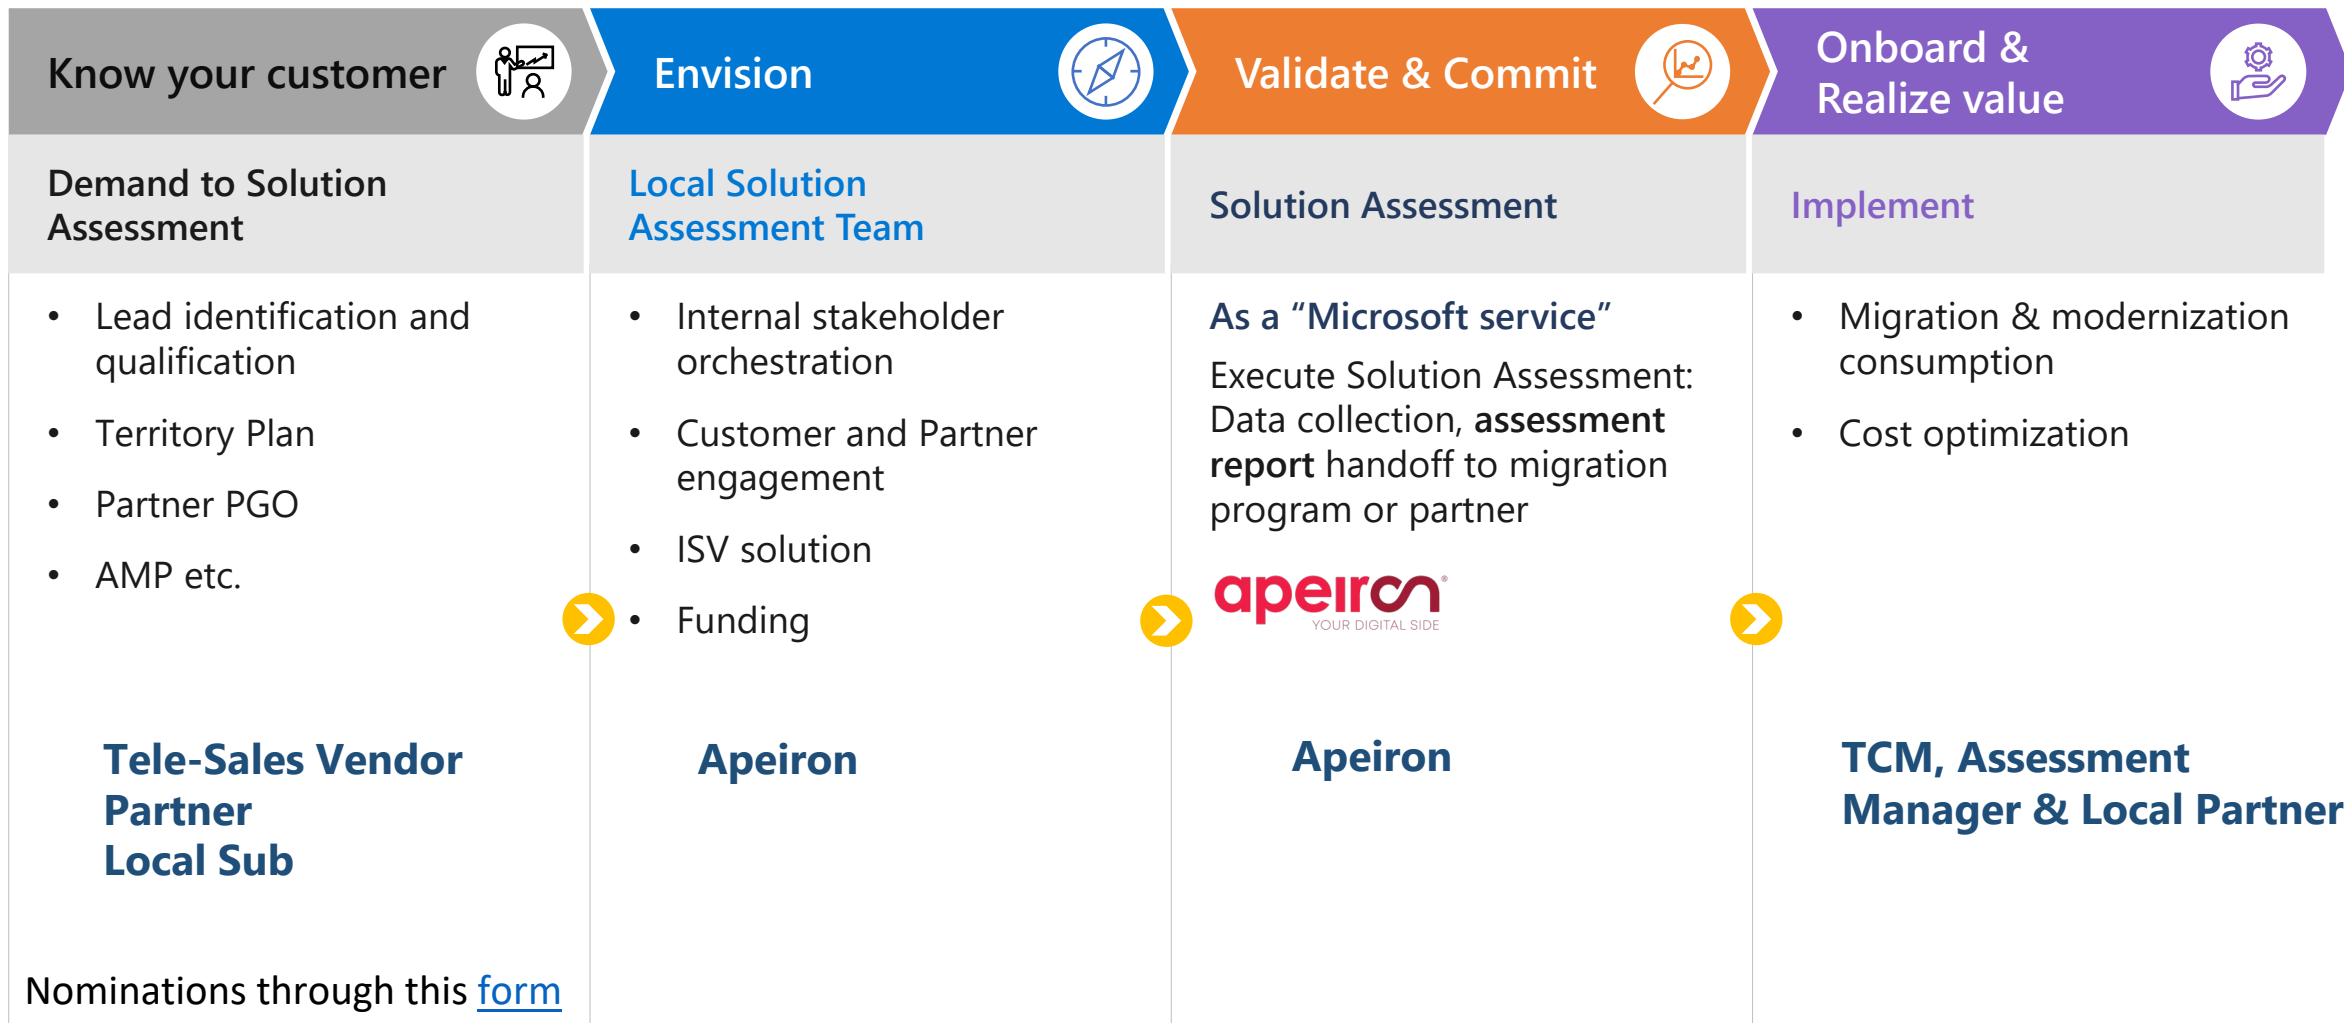 Know your customer
Demand to Solution
Assessment
• Lead identification and
qualification
• Territory Plan
• Partner PGO
• AMP etc.
Tele-Sales Vendor
Partner
Local Sub
Nominations through this form
Envision
Local Solution
Assessment Team
• Internal stakeholder
orchestration
• Customer and Partner
engagement
• ISV solution
• Funding
Apeiron
Validate & Commit
Solution Assessment
As a “Microsoft service”
Execute Solution Assessment:
Data collection, assessment
report handoff to migration
program or partner
apeiron®
YOUR DIGITAL SIDE
Apeiron
Onboard &
Realize value
Implement
• Migration & modernization
consumption
• Cost optimization
TCM, Assessment
Manager & Local Partner